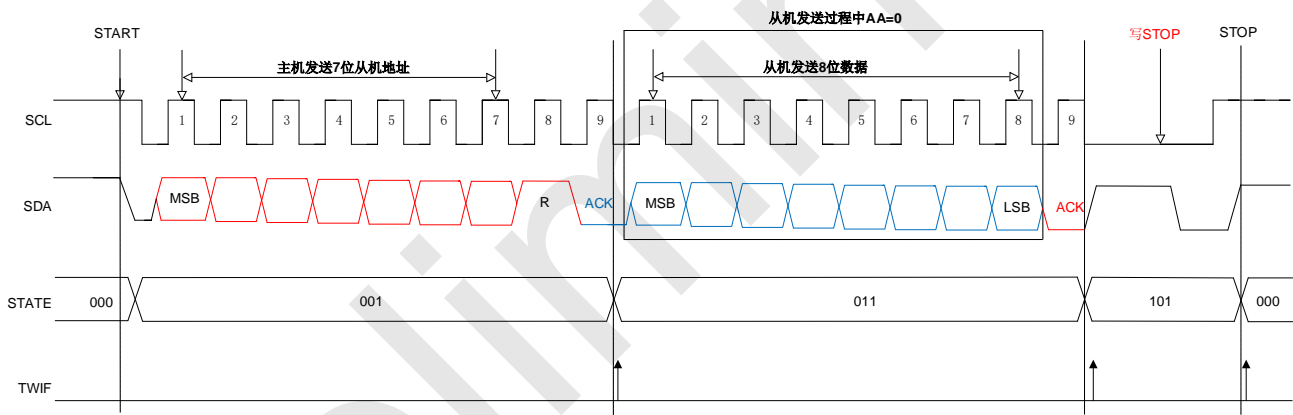 从机发送过程中AA=0
START
写STOP
STOP
主机发送7位从机地址
从机发送8位数据
SCL
1 2 3 4 5 6 7 8 9 1 2 3 4 5 6 7 8 9
SDA
MSB R ACK MSB LSB ACK
STATE
000 001 011 101 000
TWIF